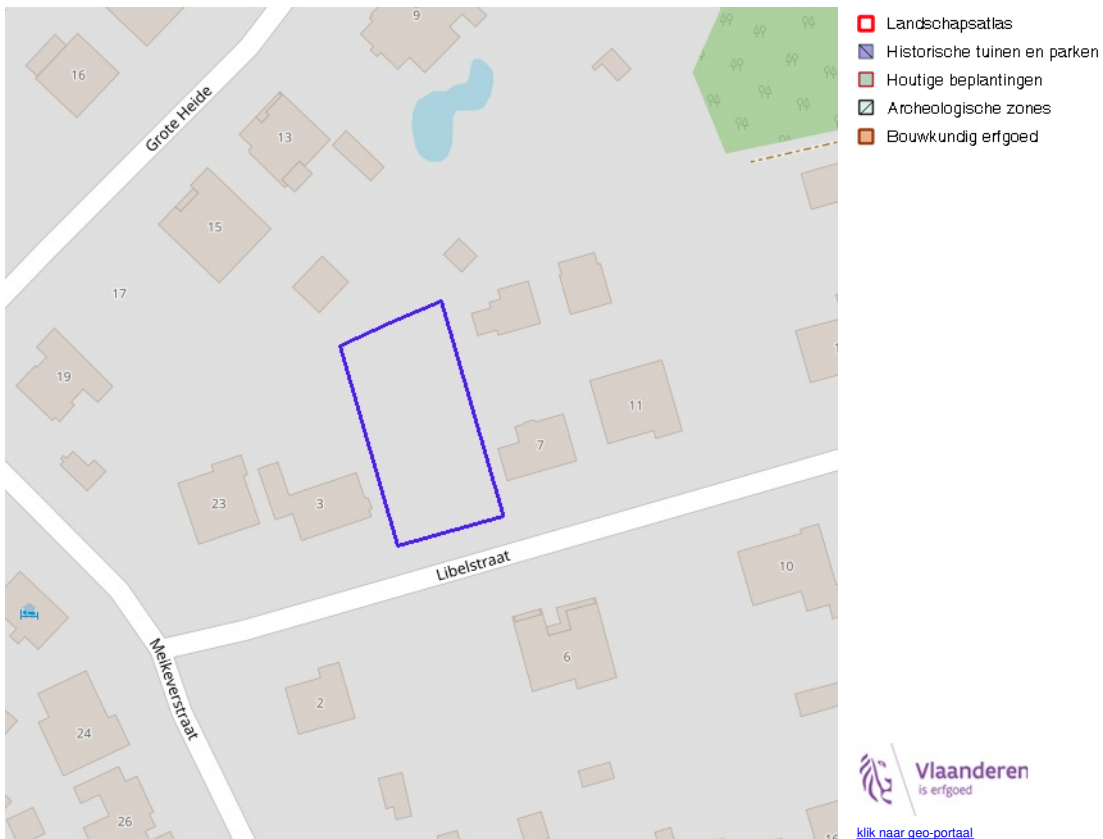 9
16
Grote Heide
13
15
17
19
11
7
23
3
Libelstraat
10
Meikeverstraat
6
2
24
26
16
Landschapsatlas
Historische tuinen en parken
Houtige beplantingen
Archeologische zones
Bouwkundig erfgoed
Vlaanderen
is erfgoed
klik naar geo-portaal